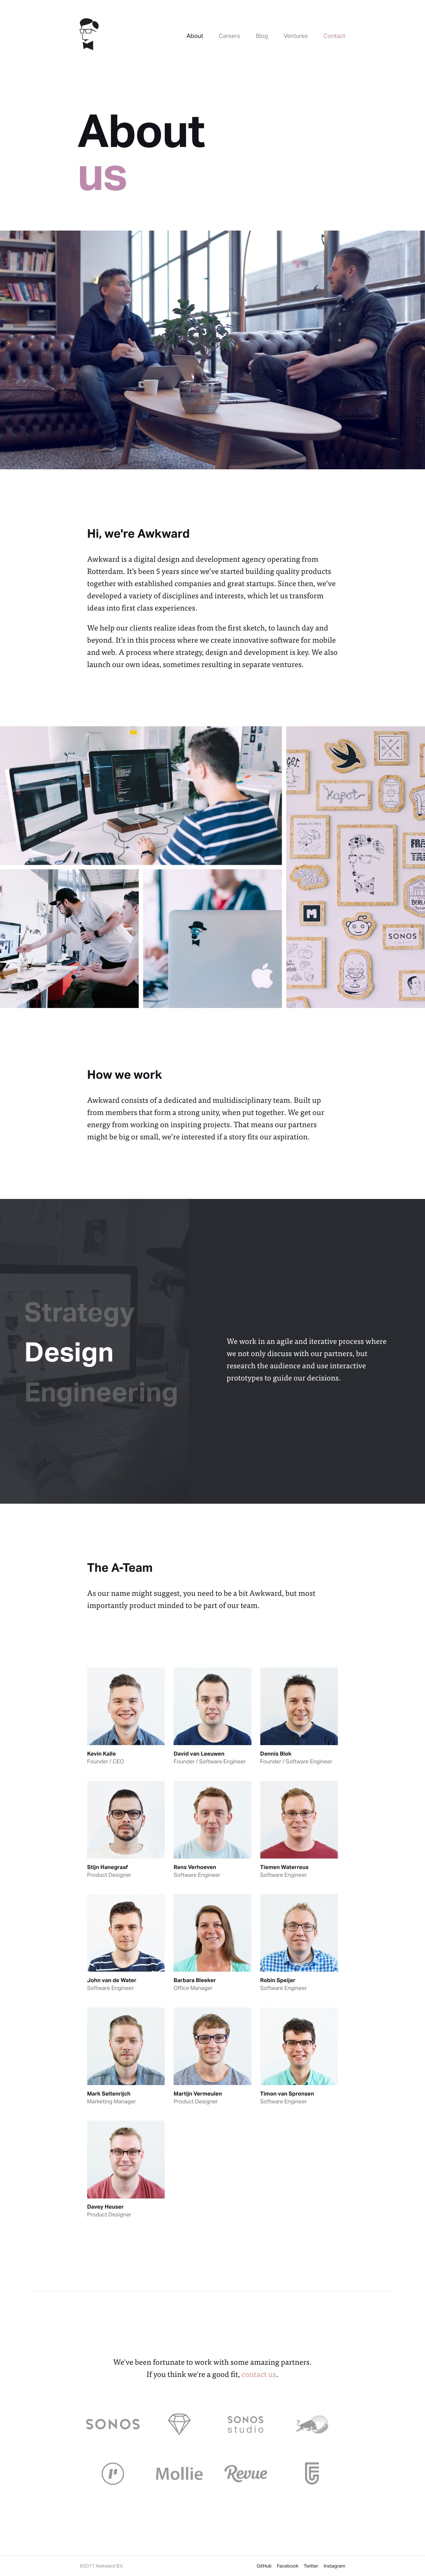 About
Careers
Blog
Ventures
Contact
About
us
Hi, we're Awkward
Awkward is a digital design and development agency operating from
Rotterdam. It's been 5 years since we've started building quality products
together with established companies and great startups. Since then, we've
developed a variety of disciplines and interests, which let us transform
ideas into first class experiences.
We help our clients realize ideas from the first sketch, to launch day and
beyond. It's in this process where we create innovative software for mobile
and web. A process where strategy, design and development is key. We also
launch our own ideas, sometimes resulting in separate ventures.
kapot
BERLIN
SONOS
M
How we work
Awkward consists of a dedicated and multidisciplinary team. Built up
from members that form a strong unity, when put together. We get our
energy from working on inspiring projects. That means our partners
might be big or small, we're interested if a story fits our aspiration.
Strategy
Design
Engineering
We work in an agile and iterative process where
we not only discuss with our partners, but
research the audience and use interactive
prototypes to guide our decisions.
The A-Team
As our name might suggest, you need to be a bit Awkward, but most
importantly product minded to be part of our team.
Kevin Kalle
Founder / CEO
David van Leeuwen
Founder / Software Engineer
Dennis Blok
Founder / Software Engineer
Stijn Hanegraaf
Product Designer
Rens Verhoeven
Software Engineer
Tiemen Waterreus
Software Engineer
John van de Water
Software Engineer
Barbara Bleeker
Office Manager
Robin Speijer
Software Engineer
Mark Seltenrijch
Marketing Manager
Martijn Vermeulen
Product Designer
Timon van Spronsen
Software Engineer
Davey Heuser
Product Designer
We've been fortunate to work with some amazing partners.
If you think we're a good fit, contact us.
SONOS
SONOS
studio
Mollie
Revue
©2017 Awkward B.V.
GitHub
Facebook
Twitter
Instagram